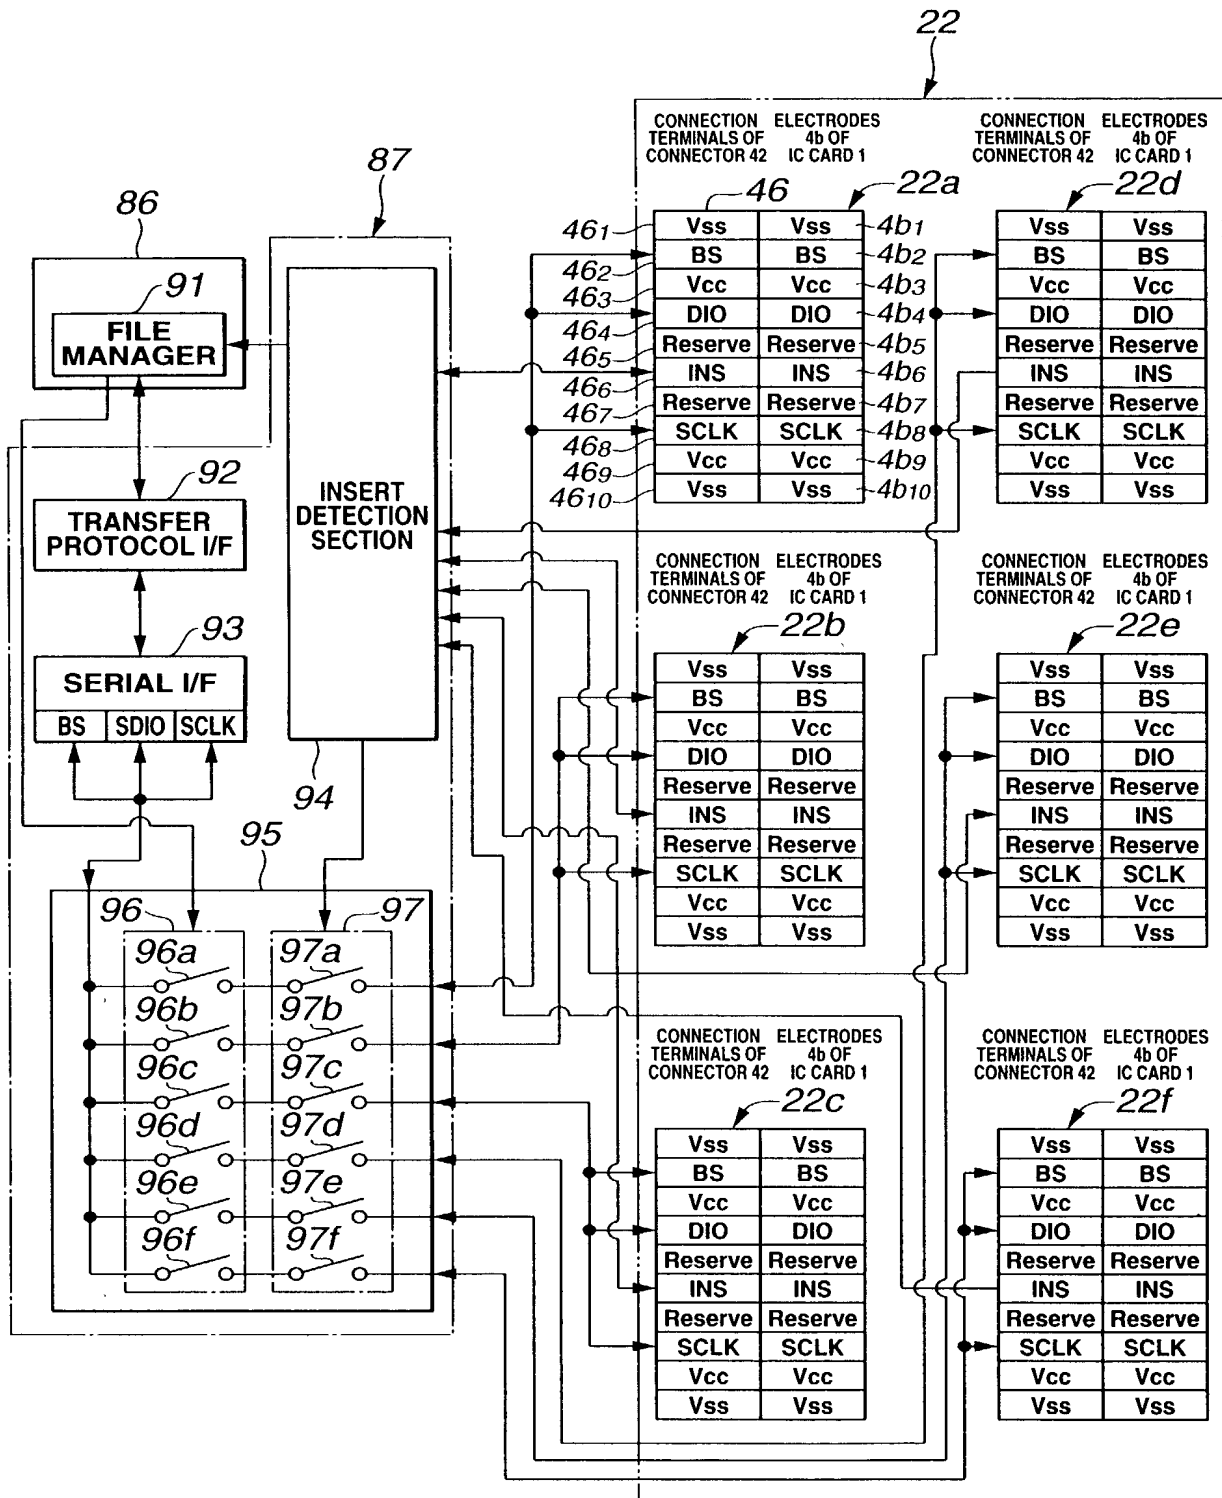 22
CONNECTION TERMINALS OF CONNECTOR 42
ELECTRODES 4b OF IC CARD 1
CONNECTION TERMINALS OF CONNECTOR 42
ELECTRODES 4b OF IC CARD 1
87
86
91
FILE
MANAGER
92
TRANSFER
PROTOCOL I/F
93
SERIAL I/F
BS SDIO SCLK
INSERT
DETECTION
SECTION
94
46 22a
461 Vss Vss 4b1
462 BS BS 4b2
463 Vcc Vcc 4b3
464 DIO DIO 4b4
465 Reserve Reserve 4b5
466 INS INS 4b6
467 Reserve Reserve 4b7
468 SCLK SCLK 4b8
469 Vcc Vcc 4b9
4610 Vss Vss 4b10
22d
Vss Vss
BS BS
Vcc Vcc
DIO DIO
Reserve Reserve
INS INS
Reserve Reserve
SCLK SCLK
Vcc Vcc
Vss Vss
CONNECTION TERMINALS OF CONNECTOR 42
ELECTRODES 4b OF IC CARD 1
22b
Vss Vss
BS BS
Vcc Vcc
DIO DIO
Reserve Reserve
INS INS
Reserve Reserve
SCLK SCLK
Vcc Vcc
Vss Vss
CONNECTION TERMINALS OF CONNECTOR 42
ELECTRODES 4b OF IC CARD 1
22e
Vss Vss
BS BS
Vcc Vcc
DIO DIO
Reserve Reserve
INS INS
Reserve Reserve
SCLK SCLK
Vcc Vcc
Vss Vss
95
96 97
96a 97a
96b 97b
96c 97c
96d 97d
96e 97e
96f 97f
CONNECTION TERMINALS OF CONNECTOR 42
ELECTRODES 4b OF IC CARD 1
22c
Vss Vss
BS BS
Vcc Vcc
DIO DIO
Reserve Reserve
INS INS
Reserve Reserve
SCLK SCLK
Vcc Vcc
Vss Vss
CONNECTION TERMINALS OF CONNECTOR 42
ELECTRODES 4b OF IC CARD 1
22f
Vss Vss
BS BS
Vcc Vcc
DIO DIO
Reserve Reserve
INS INS
Reserve Reserve
SCLK SCLK
Vcc Vcc
Vss Vss